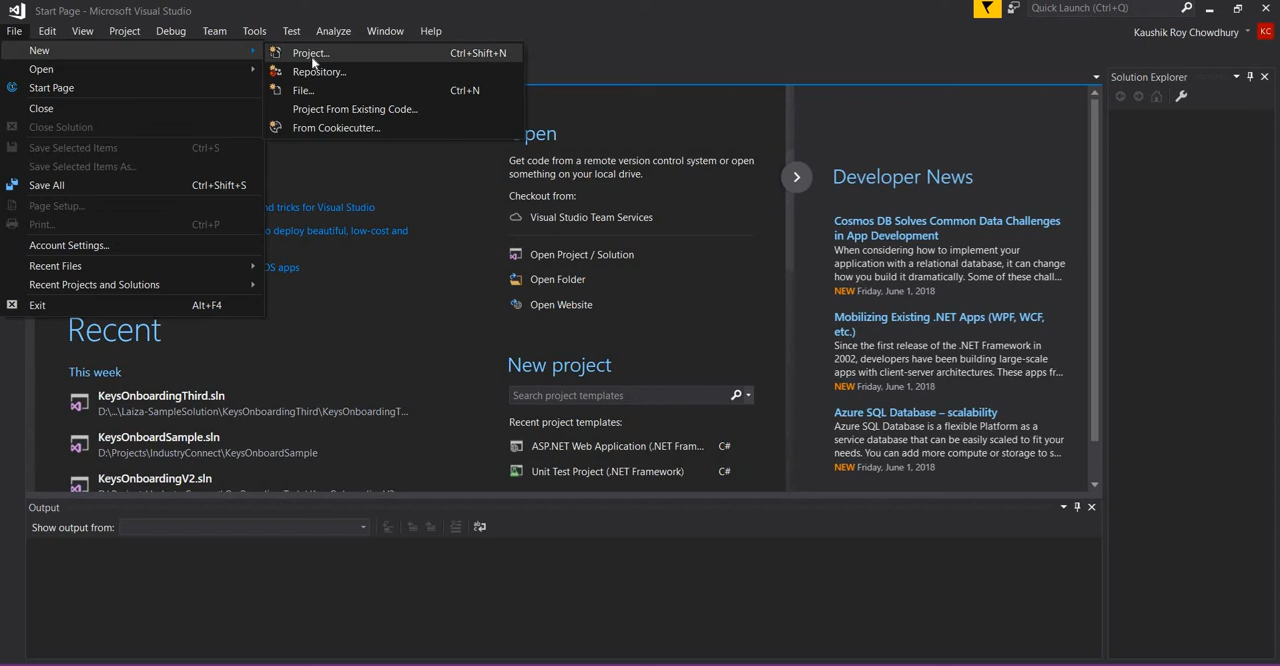 Start Page - Microsoft Visual Studio
Quick Launch (Ctrl+Q)
File Edit View Project Debug Team Tools Test Analyze Window Help
Kaushik Roy Chowdhury KC
New
Open
Start Page
Close
Close Solution
Save Selected Items Ctrl+S
Save Selected Items As...
Save All Ctrl+Shift+S
Page Setup...
Print... Ctrl+P
Account Settings...
Recent Files
Recent Projects and Solutions
Exit Alt+F4
Project... Ctrl+Shift+N
Repository...
File... Ctrl+N
Project From Existing Code...
From Cookiecutter...
and tricks for Visual Studio
o deploy beautiful, low-cost and
OS apps
Recent
This week
KeysOnboardingThird.sln
D:\...\Laiza-SampleSolution\KeysOnboardingThird\KeysOnboardingT...
KeysOnboardSample.sln
D:\Projects\IndustryConnect\KeysOnboardSample
KeysOnboardingV2.sln
Open
Get code from a remote version control system or open
something on your local drive.
Checkout from:
Visual Studio Team Services
Open Project / Solution
Open Folder
Open Website
New project
Search project templates
Recent project templates:
ASP.NET Web Application (.NET Fram... C#
Unit Test Project (.NET Framework) C#
Developer News
Cosmos DB Solves Common Data Challenges
in App Development
When considering how to implement your
application with a relational database, it can change
how you build it dramatically. Some of these chall...
NEW Friday, June 1, 2018
Mobilizing Existing .NET Apps (WPF, WCF,
etc.)
Since the first release of the .NET Framework in
2002, developers have been building large-scale
apps with client-server architectures. These apps fr...
NEW Friday, June 1, 2018
Azure SQL Database – scalability
Azure SQL Database is a flexible Platform as a
service database that can be easily scaled to fit your
needs. You can add more compute or storage to s...
NEW Friday, June 1, 2018
Solution Explorer
Output
Show output from: